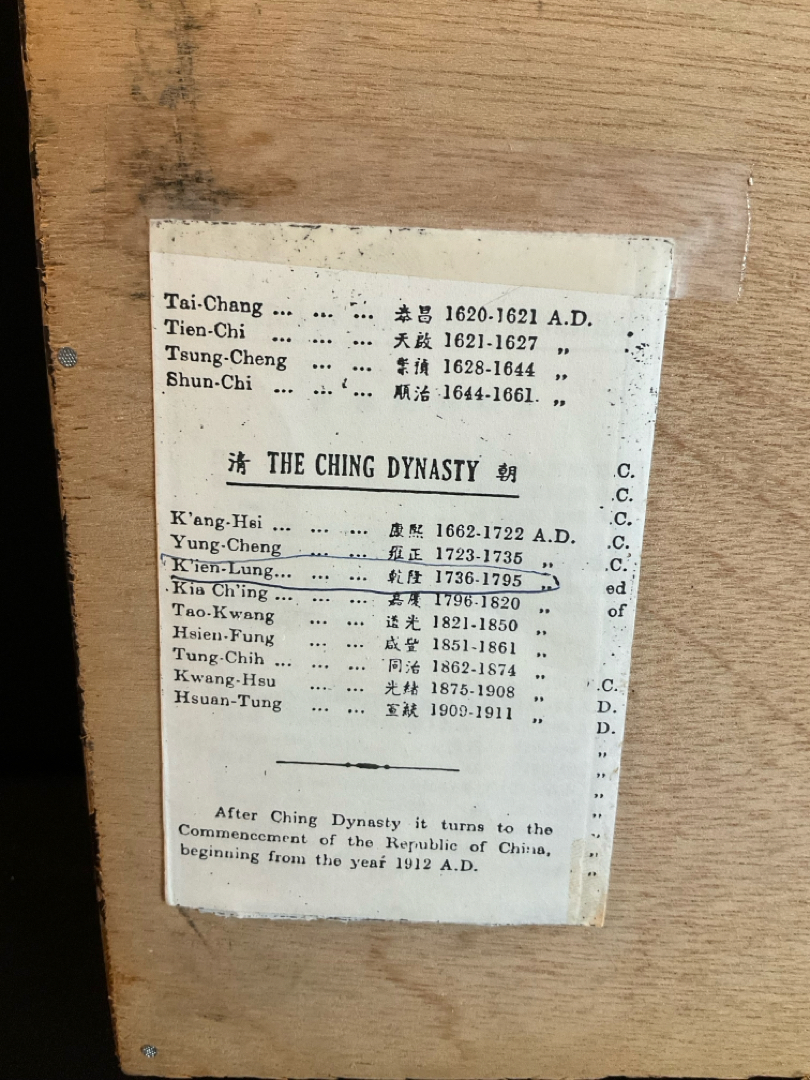 Tai-Chang ... ... ... 泰昌 1620-1621 A.D.
Tien-Chi ... ... ... 天啟 1621-1627 „
Tsung-Cheng ... ... 崇禎 1628-1644 „
Shun-Chi ... ... ... 順治 1644-1661. „
清 THE CHING DYNASTY 朝
K'ang-Hsi ... ... ... 康熙 1662-1722 A.D.
Yung-Cheng ... ... 雍正 1723-1735 „
K'ien-Lung... ... ... 乾隆 1736-1795 „
Kia Ch'ing ... ... ... 嘉慶 1796-1820 „
Tao-Kwang ... ... 道光 1821-1850 „
Hsien-Fung ... ... 咸豐 1851-1861 „
Tung-Chih ... ... ... 同治 1862-1874 „
Kwang-Hsu ... ... 光緒 1875-1908 „
Hsuan-Tung ... ... 宣統 1909-1911 „
After Ching Dynasty it turns to the
Commencement of the Republic of China,
beginning from the year 1912 A.D.
.C.
.C.
.C.
.C.
.C.
ed
of
.C.
D.
D.
„
„
„
„
„
„